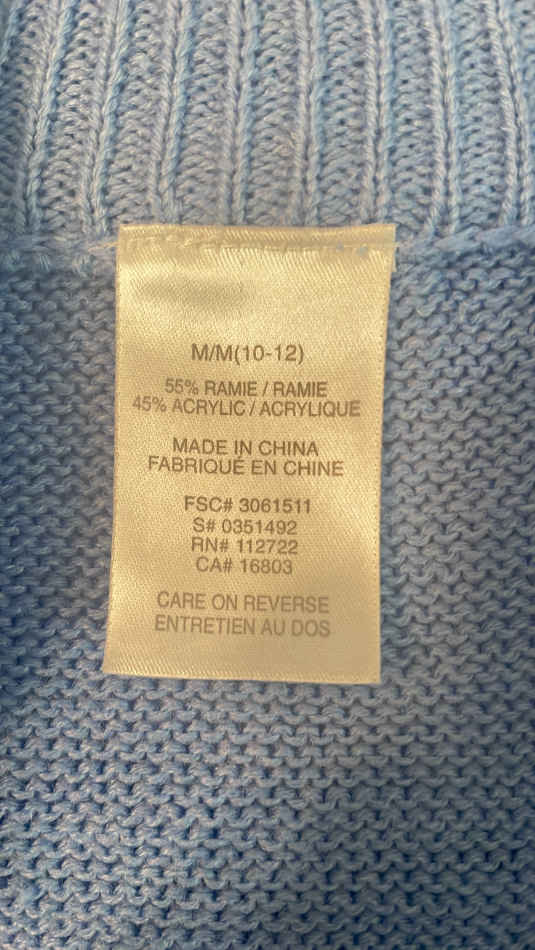 M/M(10-12)
55% RAMIE / RAMIE
45% ACRYLIC / ACRYLIQUE
MADE IN CHINA
FABRIQUÉ EN CHINE
FSC# 3061511
S# 0351492
RN# 112722
CA# 16803
CARE ON REVERSE
ENTRETIEN AU DOS